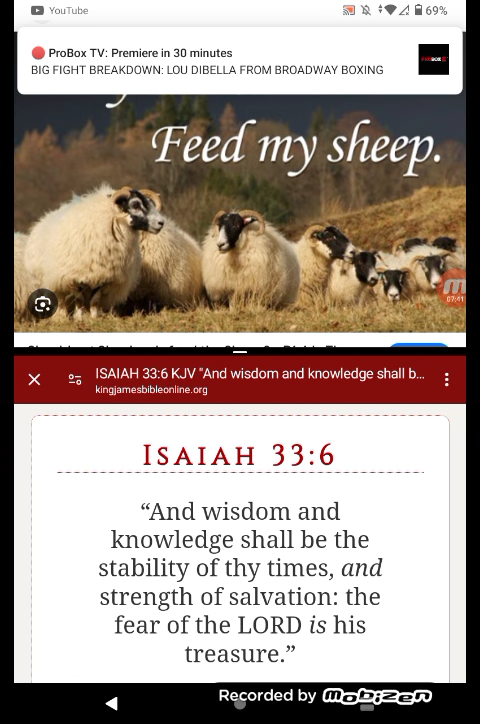 YouTube
69%
ProBox TV: Premiere in 30 minutes
BIG FIGHT BREAKDOWN: LOU DIBELLA FROM BROADWAY BOXING
PROBOX
Feed my sheep.
m
07:41
ISAIAH 33:6 KJV "And wisdom and knowledge shall b...
kingjamesbibleonline.org
ISAIAH 33:6
“And wisdom and
knowledge shall be the
stability of thy times, and
strength of salvation: the
fear of the LORD is his
treasure.”
Recorded by Mobizen